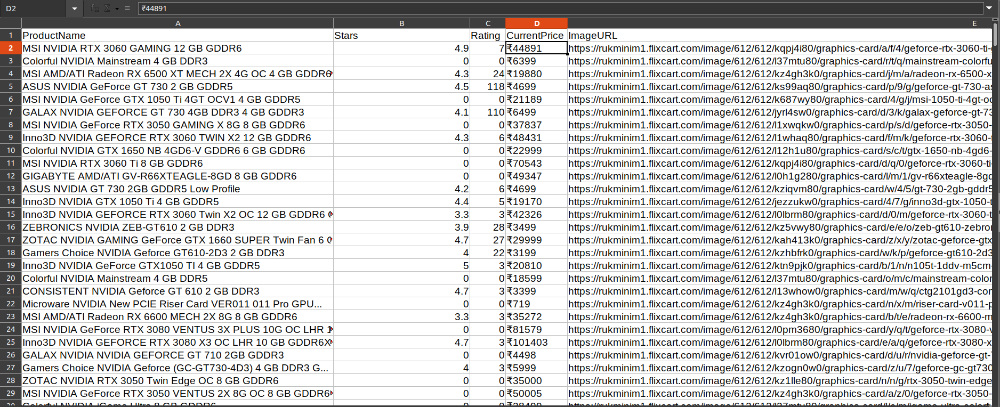 D2 fx Σ = ₹44891
A B C D E
1 ProductName Stars Rating CurrentPrice ImageURL
2 MSI NVIDIA RTX 3060 GAMING 12 GB GDDR6 4.9 7 ₹44891 https://rukminim1.flixcart.com/image/612/612/kqpj4i80/graphics-card/a/f/4/geforce-rtx-3060-ti-
3 Colorful NVIDIA Mainstream 4 GB DDR3 0 0 ₹6399 https://rukminim1.flixcart.com/image/612/612/l37mtu80/graphics-card/r/t/q/mainstream-colorfu
4 MSI AMD/ATI Radeon RX 6500 XT MECH 2X 4G OC 4 GB GDDR6 4.3 24 ₹19880 https://rukminim1.flixcart.com/image/612/612/kz4gh3k0/graphics-card/j/m/a/radeon-rx-6500-x
5 ASUS NVIDIA GeForce GT 730 2 GB GDDR5 4.5 118 ₹4699 https://rukminim1.flixcart.com/image/612/612/ks99aq80/graphics-card/p/9/g/geforce-gt-730-as
6 MSI NVIDIA GeForce GTX 1050 Ti 4GT OCV1 4 GB GDDR5 0 0 ₹21189 https://rukminim1.flixcart.com/image/612/612/k687wy80/graphics-card/4/g/j/msi-1050-ti-4gt-oc
7 GALAX NVIDIA GEFORCE GT 730 4GB DDR3 4 GB GDDR3 4.1 110 ₹6499 https://rukminim1.flixcart.com/image/612/612/jyrl4sw0/graphics-card/d/3/k/galax-geforce-gt-73
8 MSI NVIDIA GeForce RTX 3050 GAMING X 8G 8 GB GDDR6 0 0 ₹37837 https://rukminim1.flixcart.com/image/612/612/l1xwqkw0/graphics-card/p/s/d/geforce-rtx-3050-
9 Inno3D NVIDIA GEFORCE RTX 3060 TWIN X2 12 GB GDDR6 4.3 6 ₹48431 https://rukminim1.flixcart.com/image/612/612/l1whaq80/graphics-card/f/m/k/geforce-rtx-3060-t
10 Colorful NVIDIA GTX 1650 NB 4GD6-V GDDR6 6 GB GDDR6 0 0 ₹22999 https://rukminim1.flixcart.com/image/612/612/l12h1u80/graphics-card/s/c/t/gtx-1650-nb-4gd6-
11 MSI NVIDIA RTX 3060 Ti 8 GB GDDR6 0 0 ₹70543 https://rukminim1.flixcart.com/image/612/612/kqpj4i80/graphics-card/d/q/0/geforce-rtx-3060-ti-
12 GIGABYTE AMD/ATI GV-R66XTEAGLE-8GD 8 GB GDDR6 0 0 ₹49347 https://rukminim1.flixcart.com/image/612/612/l0h1g280/graphics-card/l/m/1/gv-r66xteagle-8gd
13 ASUS NVIDIA GT 730 2GB GDDR5 Low Profile 4.2 6 ₹4699 https://rukminim1.flixcart.com/image/612/612/kziqvm80/graphics-card/w/4/5/gt-730-2gb-gddr5
14 Inno3D NVIDIA GTX 1050 Ti 4 GB GDDR5 4.4 5 ₹19170 https://rukminim1.flixcart.com/image/612/612/jezzukw0/graphics-card/4/7/g/inno3d-gtx-1050-t
15 Inno3D NVIDIA GEFORCE RTX 3060 Twin X2 OC 12 GB GDDR6 3.3 3 ₹42326 https://rukminim1.flixcart.com/image/612/612/l0lbrm80/graphics-card/d/0/m/geforce-rtx-3060-t
16 ZEBRONICS NVIDIA ZEB-GT610 2 GB DDR3 3.9 28 ₹3499 https://rukminim1.flixcart.com/image/612/612/kz5vwy80/graphics-card/e/e/o/zeb-gt610-zebror
17 ZOTAC NVIDIA GAMING GeForce GTX 1660 SUPER Twin Fan 6 4.7 27 ₹29999 https://rukminim1.flixcart.com/image/612/612/kah413k0/graphics-card/z/x/y/zotac-geforce-gtx
18 Gamers Choice NVIDIA Geforce GT610-2D3 2 GB DDR3 4 22 ₹3199 https://rukminim1.flixcart.com/image/612/612/kzhbfrk0/graphics-card/w/k/p/geforce-gt610-2d3
19 Inno3D NVIDIA GeForce GTX1050 TI 4 GB GDDR5 5 3 ₹20810 https://rukminim1.flixcart.com/image/612/612/ktn9pjk0/graphics-card/b/1/n/n105t-1ddv-m5cm-
20 Colorful NVIDIA Mainstream 4 GB DDR5 0 0 ₹18599 https://rukminim1.flixcart.com/image/612/612/l37mtu80/graphics-card/o/m/c/mainstream-color
21 CONSISTENT NVIDIA Geforce GT 610 2 GB DDR3 4.7 3 ₹3399 https://rukminim1.flixcart.com/image/612/612/l13whow0/graphics-card/m/w/q/ctg2101gd3-con
22 Microware NVIDIA New PCIE Riser Card VER011 011 Pro GPU... 0 0 ₹719 https://rukminim1.flixcart.com/image/612/612/kz4gh3k0/graphics-card/n/x/m/riser-card-v011-p
23 MSI AMD/ATI Radeon RX 6600 MECH 2X 8G 8 GB GDDR6 3.3 3 ₹35272 https://rukminim1.flixcart.com/image/612/612/kz4gh3k0/graphics-card/b/t/e/radeon-rx-6600-m
24 MSI NVIDIA GeForce RTX 3080 VENTUS 3X PLUS 10G OC LHR 1 0 0 ₹81579 https://rukminim1.flixcart.com/image/612/612/l0pm3680/graphics-card/y/q/t/geforce-rtx-3080-v
25 Inno3D NVIDIA GEFORCE RTX 3080 X3 OC LHR 10 GB GDDR6X 4.7 3 ₹101403 https://rukminim1.flixcart.com/image/612/612/l0lbrm80/graphics-card/e/a/q/geforce-rtx-3080-x
26 GALAX NVIDIA NVIDIA GEFORCE GT 710 2GB GDDR3 0 0 ₹4498 https://rukminim1.flixcart.com/image/612/612/kvr01ow0/graphics-card/d/u/r/nvidia-geforce-gt-
27 Gamers Choice NVIDIA Geforce (GC-GT730-4D3) 4 GB DDR3 G... 4 3 ₹5999 https://rukminim1.flixcart.com/image/612/612/kzogn0w0/graphics-card/z/u/7/geforce-gc-gt730
28 ZOTAC NVIDIA RTX 3050 Twin Edge OC 8 GB GDDR6 0 0 ₹35000 https://rukminim1.flixcart.com/image/612/612/kz1lle80/graphics-card/n/n/g/rtx-3050-twin-edge
29 MSI NVIDIA GeForce RTX 3050 VENTUS 2X 8G OC 8 GB GDDR6 0 0 ₹50005 https://rukminim1.flixcart.com/image/612/612/kz4gh3k0/graphics-card/a/z/0/geforce-rtx-3050-
30 Colorful NVIDIA iGame Ultra 8 GB GDDR6 0 0 ₹38499